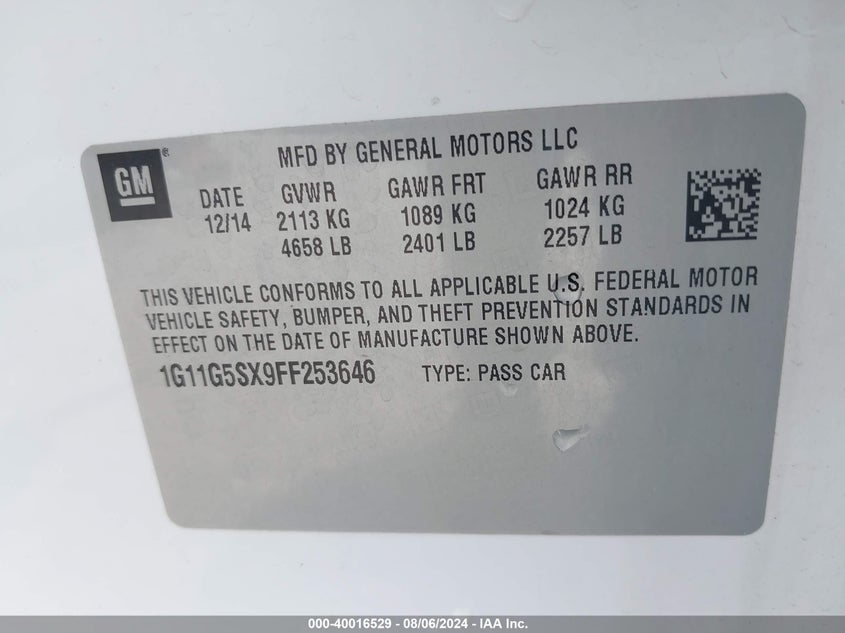 GM®
MFD BY GENERAL MOTORS LLC
DATE GVWR GAWR FRT GAWR RR
12/14 2113 KG 1089 KG 1024 KG
4658 LB 2401 LB 2257 LB
THIS VEHICLE CONFORMS TO ALL APPLICABLE U.S. FEDERAL MOTOR
VEHICLE SAFETY, BUMPER, AND THEFT PREVENTION STANDARDS IN
EFFECT ON THE DATE OF MANUFACTURE SHOWN ABOVE.
1G11G5SX9FF253646 TYPE: PASS CAR
000-40016529 - 08/06/2024 - IAA Inc.